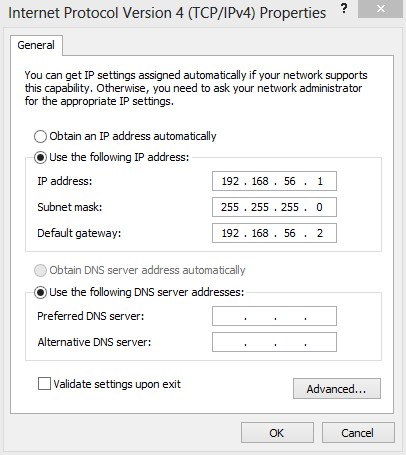 Internet Protocol Version 4 (TCP/IPv4) Properties ? ×
General
You can get IP settings assigned automatically if your network supports
this capability. Otherwise, you need to ask your network administrator
for the appropriate IP settings.
Obtain an IP address automatically
Use the following IP address:
IP address: 192 . 168 . 56 . 1
Subnet mask: 255 . 255 . 255 . 0
Default gateway: 192 . 168 . 56 . 2
Obtain DNS server address automatically
Use the following DNS server addresses:
Preferred DNS server: . . .
Alternative DNS server: . . .
Validate settings upon exit
Advanced...
OK Cancel